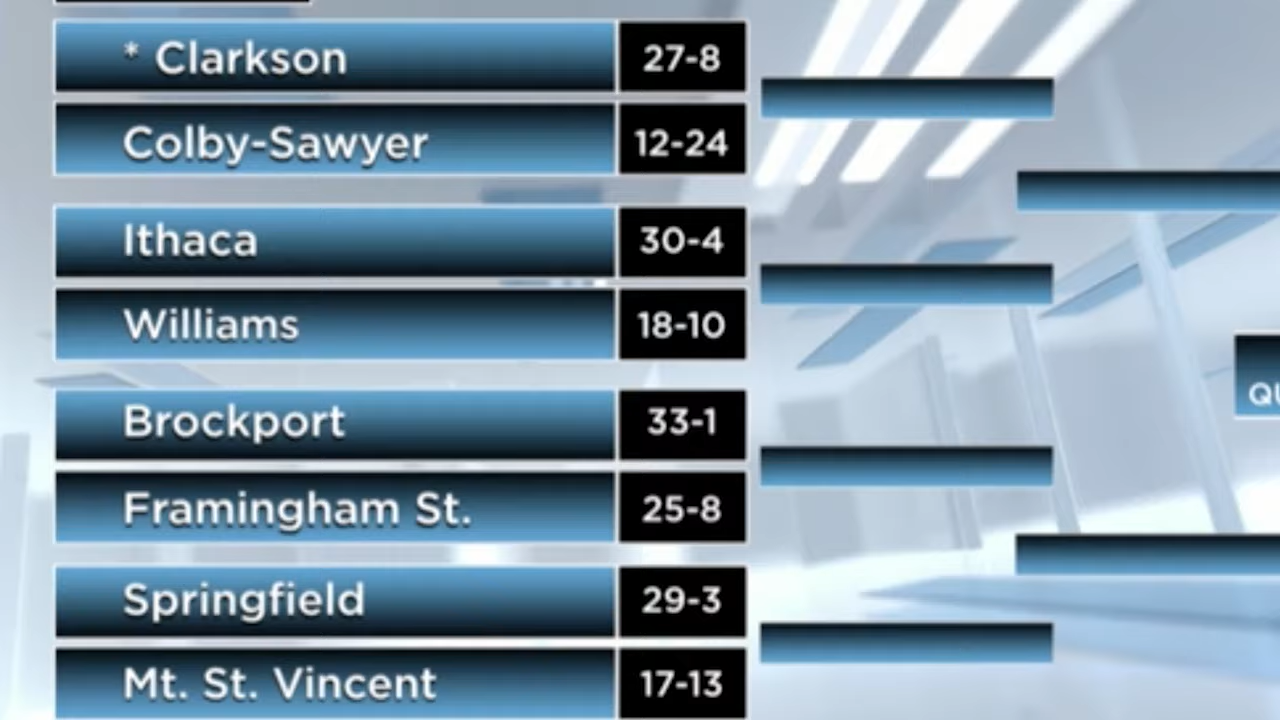 * Clarkson 27-8
Colby-Sawyer 12-24
Ithaca 30-4
Williams 18-10
Brockport 33-1
Framingham St. 25-8
Springfield 29-3
Mt. St. Vincent 17-13